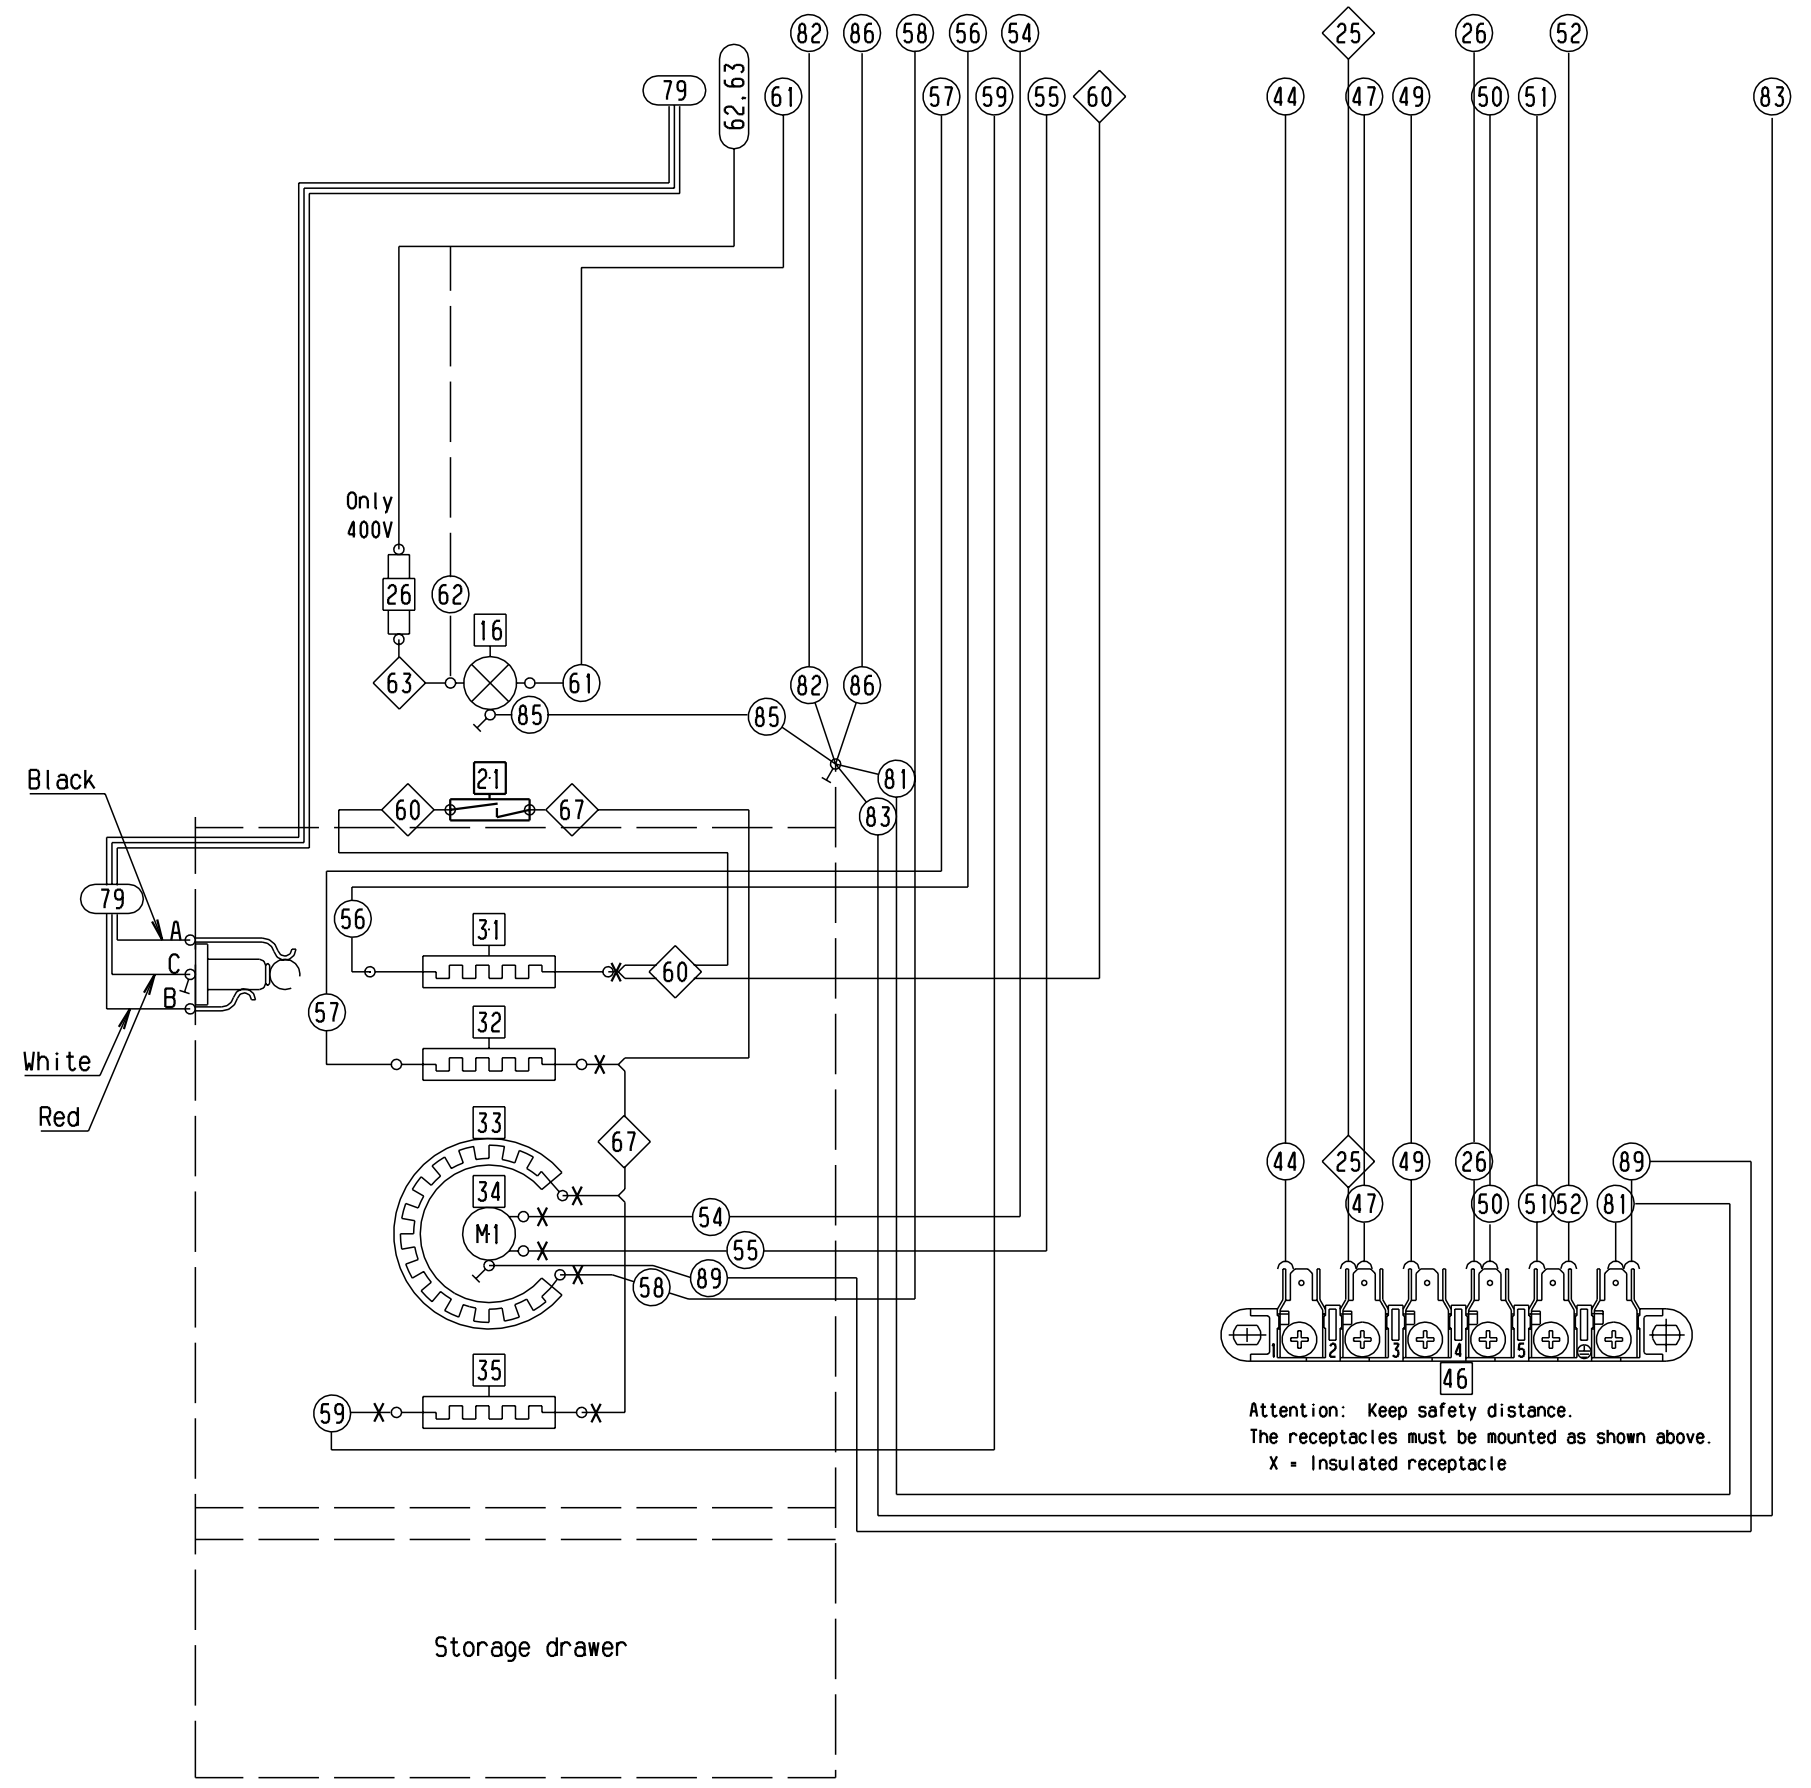 82 86 58 56 54 25 26 52
79 62,63 61 57 59 55 60 44 47 49 50 51 83
Only
400V
26 62
16
63 61 82 86
85 85
Black 2·1 81
60 67 83
79
56
A 31
C 60
B
57 32
White
Red 33
67 44 25 49 26 89
34 54 47 50 51 52 81
M·1
55
89
58
1 2 3 4 5
35 46
59
Attention: Keep safety distance.
The receptacles must be mounted as shown above.
X = Insulated receptacle
Storage drawer